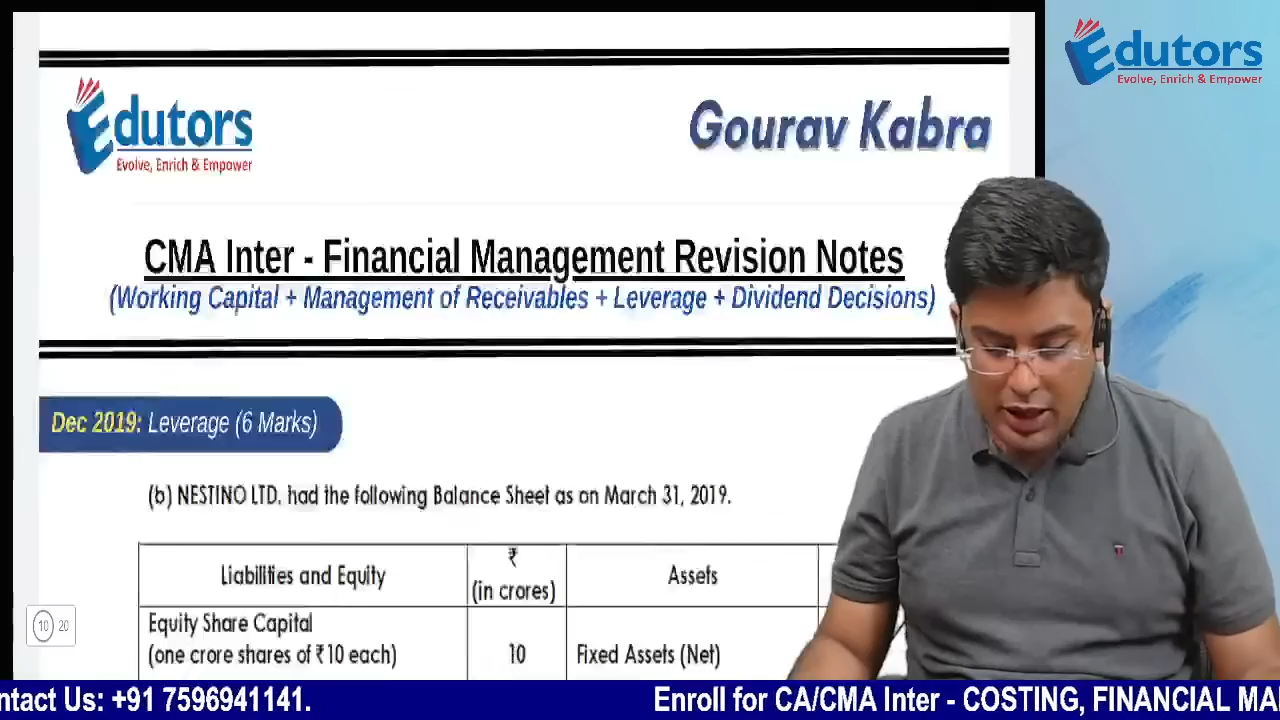 Edutors
Evolve, Enrich & Empower
Gourav Kabra
Edutors
Evolve, Enrich & Empower
CMA Inter - Financial Management Revision Notes
(Working Capital + Management of Receivables + Leverage + Dividend Decisions)
Dec 2019: Leverage (6 Marks)
(b) NESTINO LTD. had the following Balance Sheet as on March 31, 2019.
Liabilities and Equity
₹
(in crores)
Assets
Equity Share Capital
(one crore shares of ₹10 each)
10
Fixed Assets (Net)
10 20
ntact Us: +91 7596941141.
Enroll for CA/CMA Inter - COSTING, FINANCIAL MA